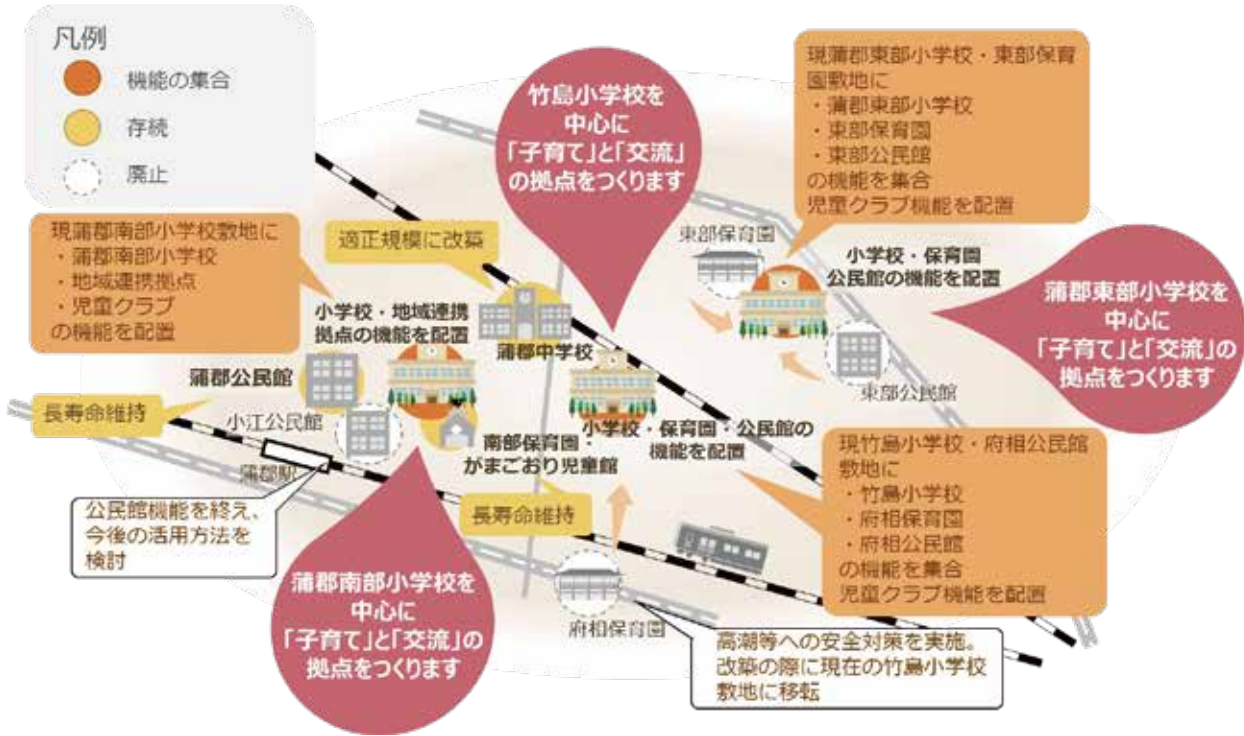 凡例
機能の集合
存続
廃止
竹島小学校を
中心に
「子育て」と「交流」
の拠点をつくります
現蒲郡東部小学校・東部保育
園敷地に
・蒲郡東部小学校
・東部保育園
・東部公民館
の機能を集合
児童クラブ機能を配置
現蒲郡南部小学校敷地に
・蒲郡南部小学校
・地域連携拠点
・児童クラブ
の機能を配置
適正規模に改築
東部保育園
小学校・保育園
公民館の機能を配置
蒲郡東部小学校を
中心に
「子育て」と「交流」の
拠点をつくります
小学校・地域連携
拠点の機能を配置
蒲郡中学校
東部公民館
蒲郡公民館
長寿命維持
小江公民館
蒲郡駅
小学校・保育園・公民館の
機能を配置
南部保育園・
がまごおり児童館
長寿命維持
現竹島小学校・府相公民館
敷地に
・竹島小学校
・府相保育園
・府相公民館
の機能を集合
児童クラブ機能を配置
公民館機能を終え、
今後の活用方法を
検討
蒲郡南部小学校を
中心に
「子育て」と「交流」の
拠点をつくります
府相保育園
高潮等への安全対策を実施。
改築の際に現在の竹島小学校
敷地に移転